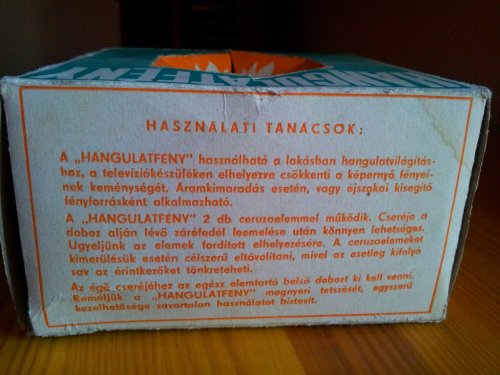 HANGULATFÉNY
HANGULATFÉNY
HASZNÁLATI TANÁCSOK:
A „HANGULATFÉNY" használható a lakásban hangulatvilágítás-
hoz, a televíziókészüléken elhelyezve csökkenti a képernyő fényei-
nek keménységét. Áramkimaradás esetén, vagy éjszakai kisegítő
fényforrásként alkalmazható.
A „HANGULATFÉNY" 2 db ceruzaelemmel működik. Cseréje a
doboz alján lévő zárófedél leemelése után könnyen lehetséges.
Ügyeljünk az elemek fordított elhelyezésére. A ceruzaelemeket
kimerülésük esetén célszerű eltávolítani, mivel az esetleg kifolyó
sav az érintkezőket tönkreteheti.
Az égő cseréjéhez az egész elemtartó belső dobozt ki kell venni.
Reméljük a „HANGULATFÉNY" megnyeri tetszését, egyszerű
kezelhetősége zavartalan használatot biztosít.